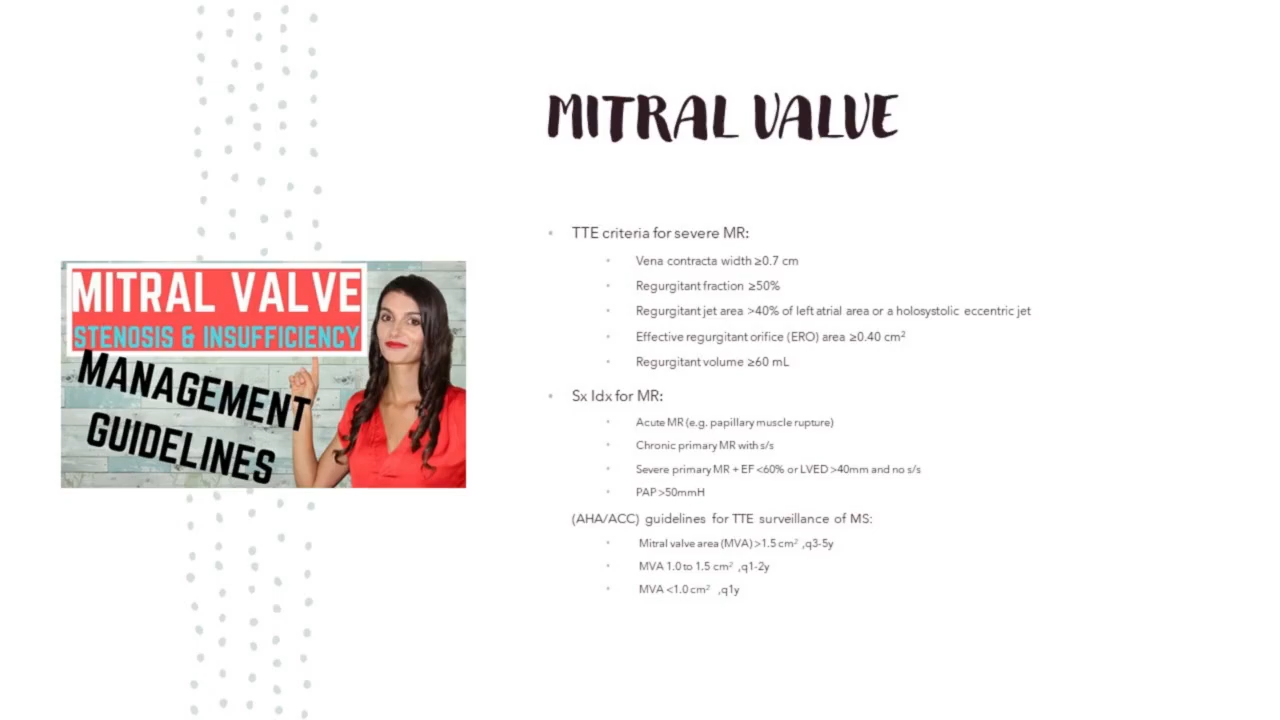 MITRAL VALVE
TTE criteria for severe MR:
Vena contracta width ≥0.7 cm
Regurgitant fraction ≥50%
Regurgitant jet area >40% of left atrial area or a holosystolic eccentric jet
Effective regurgitant orifice (ERO) area ≥0.40 cm²
Regurgitant volume ≥60 mL
Sx Idx for MR:
Acute MR (e.g. papillary muscle rupture)
Chronic primary MR with s/s
Severe primary MR + EF <60% or LVED >40mm and no s/s
PAP >50mmH
(AHA/ACC) guidelines for TTE surveillance of MS:
Mitral valve area (MVA) >1.5 cm² ,q3-5y
MVA 1.0 to 1.5 cm² ,q1-2y
MVA <1.0 cm² ,q1y
MITRAL VALVE
STENOSIS & INSUFFICIENCY
MANAGEMENT
GUIDELINES